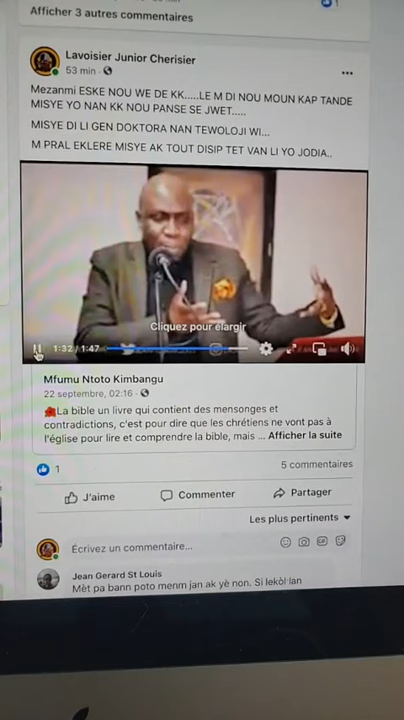 Afficher 3 autres commentaires
1
Lavoisier Junior Cherisier
53 min ·
Mezanmi ESKE NOU WE DE KK.....LE M DI NOU MOUN KAP TANDE
MISYE YO NAN KK NOU PANSE SE JWET.....
MISYE DI LI GEN DOKTORA NAN TEWOLOJI WI...
M PRAL EKLERE MISYE AK TOUT DISIP TET VAN LI YO JODIA..
Cliquez pour élargir
1:32 / 1:47
Mfumu Ntoto Kimbangu
22 septembre, 02:16 ·
La bible un livre qui contient des mensonges et
contradictions, c'est pour dire que les chrétiens ne vont pas à
l'église pour lire et comprendre la bible, mais ... Afficher la suite
1
5 commentaires
J'aime
Commenter
Partager
Les plus pertinents
Écrivez un commentaire...
GIF
Jean Gerard St Louis
Mèt pa bann poto menm jan ak yè non. Si lekòl lan